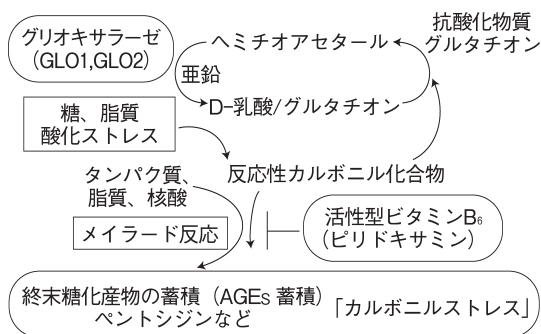 グリオキサラーゼ
(GLO1,GLO2)
ヘミチオアセタール
抗酸化物質
グルタチオン
亜鉛
D-乳酸/グルタチオン
糖、脂質
酸化ストレス
タンパク質、
脂質、核酸
反応性カルボニル化合物
メイラード反応
活性型ビタミンB6
(ピリドキサミン)
終末糖化産物の蓄積（AGEs 蓄積）
ペントシジンなど
「カルボニルストレス」